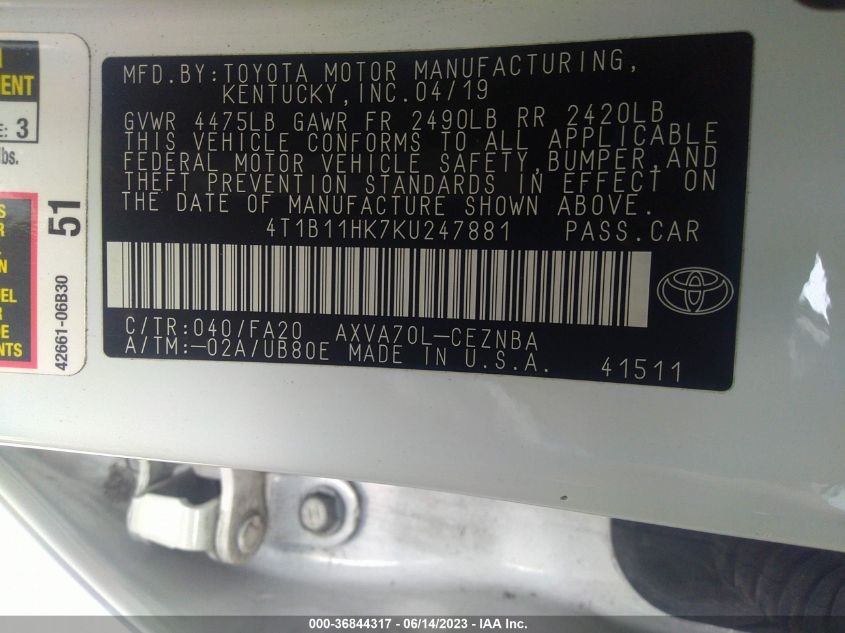 MFD.BY:TOYOTA MOTOR MANUFACTURING,
KENTUCKY,INC.04/19
GVWR 4475LB GAWR FR 2490LB RR 2420LB
THIS VEHICLE CONFORMS TO ALL APPLICABLE
FEDERAL MOTOR VEHICLE SAFETY,BUMPER,AND
THEFT PREVENTION STANDARDS IN EFFECT ON
THE DATE OF MANUFACTURE SHOWN ABOVE.
4T1B11HK7KU247881 PASS.CAR
C/TR:040/FA20 AXVA70L-CEZNBA
A/TM:-02A/UB80E MADE IN U.S.A.
41511
3
lbs.
51
42661-06B30
000-36844317 - 06/14/2023 - IAA Inc.